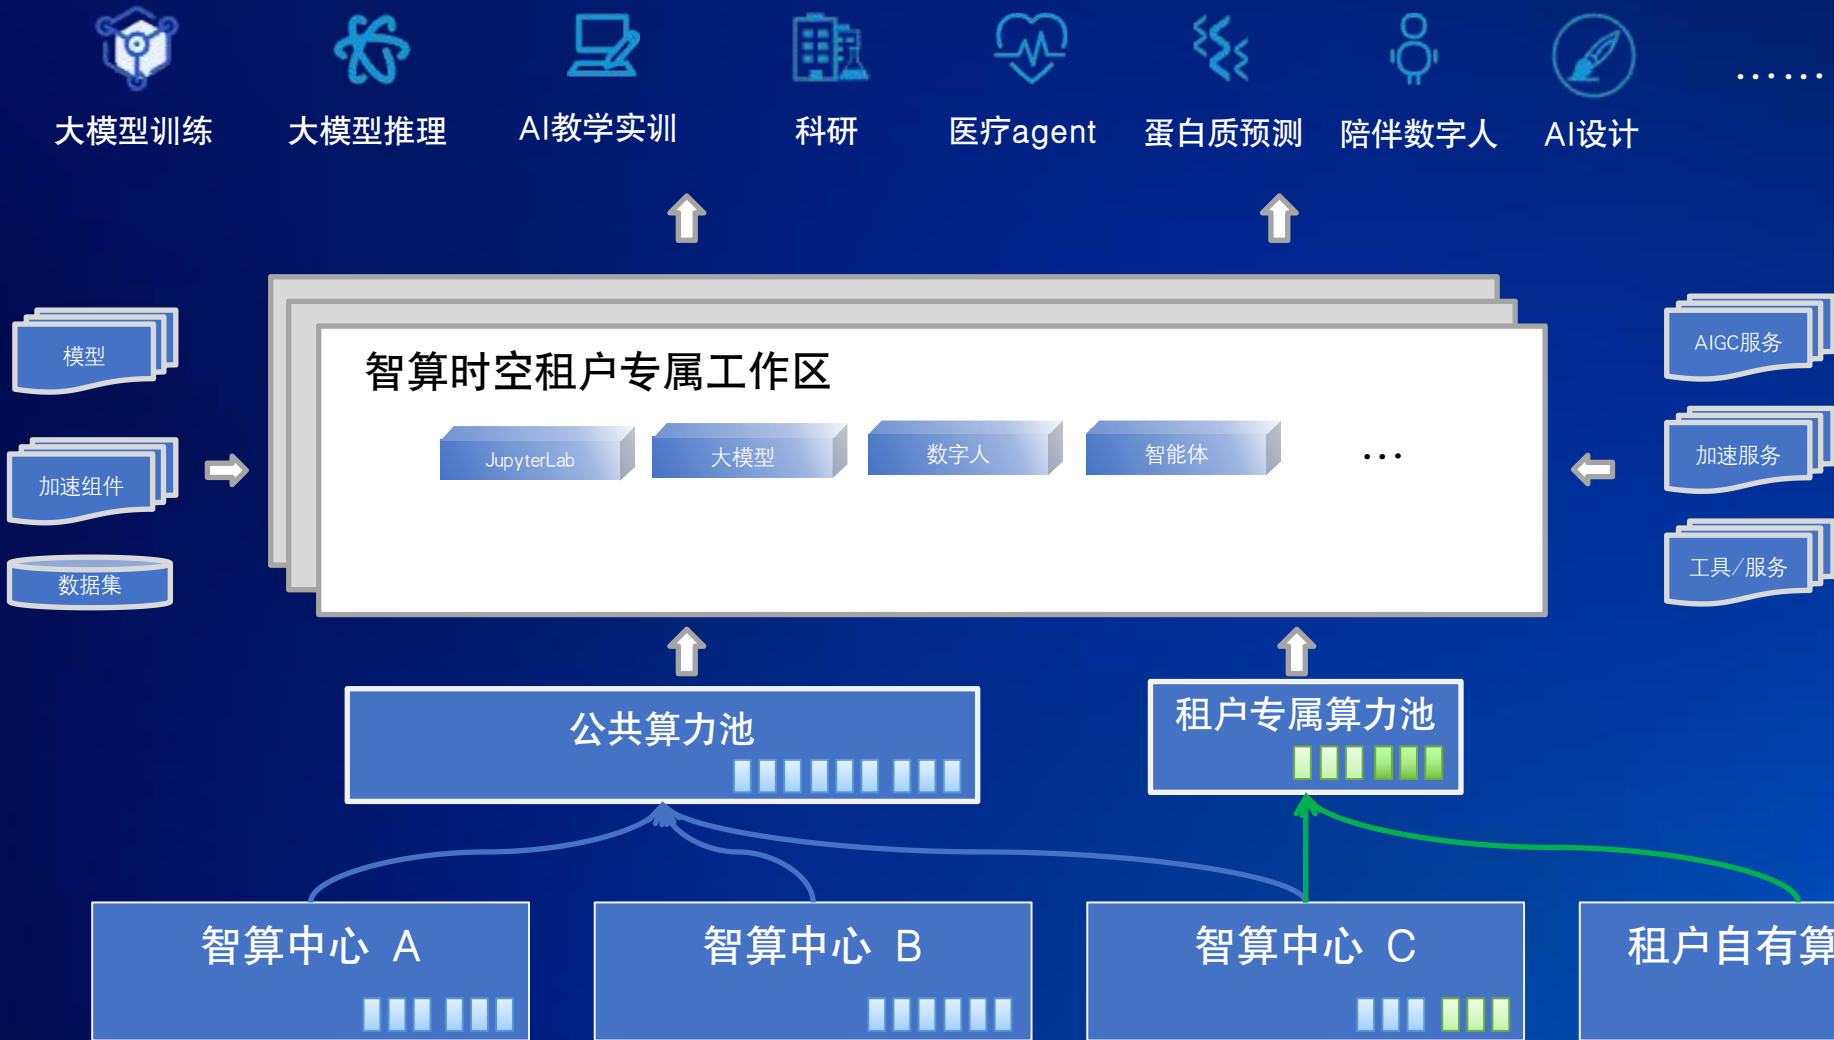 ……
大模型训练
大模型推理
AI教学实训
科研
医疗agent
蛋白质预测
陪伴数字人
AI设计
模型
加速组件
数据集
智算时空租户专属工作区
JupyterLab
大模型
数字人
智能体
…
AIGC服务
加速服务
工具/服务
公共算力池
租户专属算力池
智算中心 A
智算中心 B
智算中心 C
租户自有算